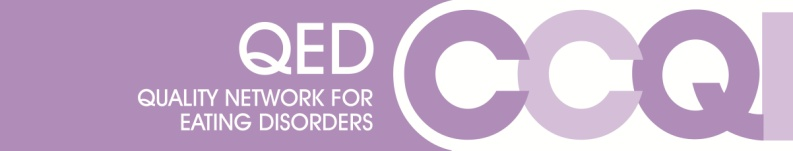 QED
QUALITY NETWORK FOR
EATING DISORDERS
CCQI